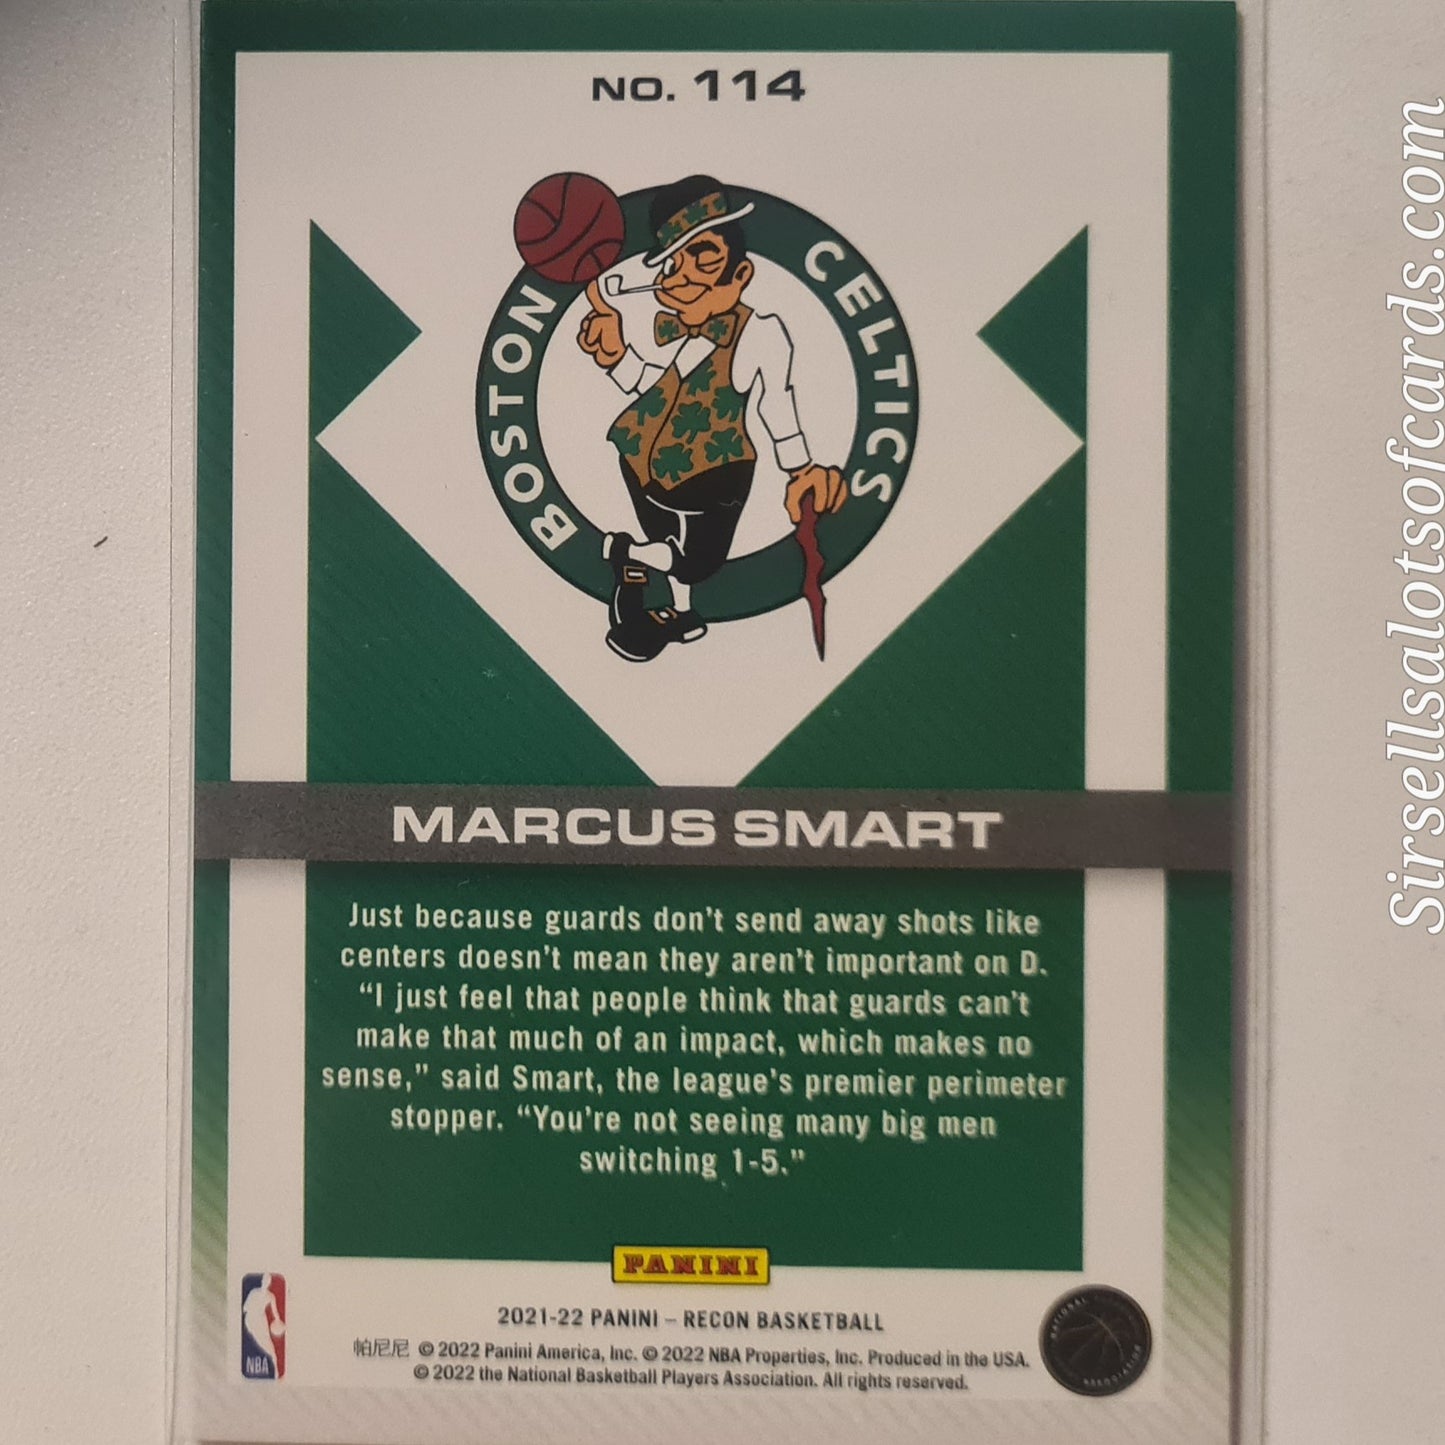 NO. 114
BOSTON CELTICS
MARCUS SMART
Just because guards don't send away shots like
centers doesn't mean they aren't important on D.
“I just feel that people think that guards can't
make that much of an impact, which makes no
sense,” said Smart, the league's premier perimeter
stopper. “You're not seeing many big men
switching 1-5.”
PANINI
NBA
2021-22 PANINI – RECON BASKETBALL
帕尼尼 © 2022 Panini America, Inc. © 2022 NBA Properties, Inc. Produced in the USA.
© 2022 the National Basketball Players Association. All rights reserved.
NATIONAL BASKETBALL PLAYERS ASSOCIATION
Sirsellsalotsofcards.com